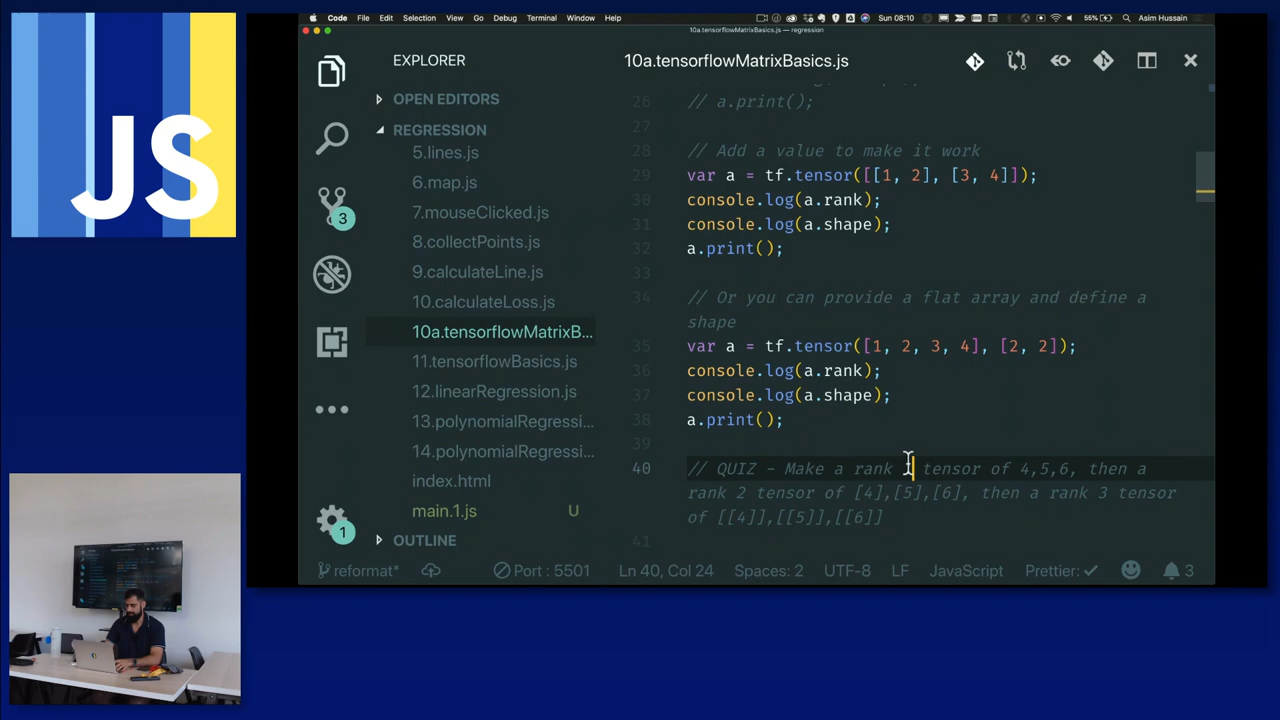 JS
Code File Edit Selection View Go Debug Terminal Window Help Sun 08:10 55% Asim Hussain
10a.tensorflowMatrixBasics.js — regression
EXPLORER
10a.tensorflowMatrixBasics.js
OPEN EDITORS
REGRESSION
5.lines.js
6.map.js
7.mouseClicked.js
8.collectPoints.js
9.calculateLine.js
10.calculateLoss.js
10a.tensorflowMatrixB...
11.tensorflowBasics.js
12.linearRegression.js
13.polynomialRegressi...
14.polynomialRegressi...
index.html
main.1.js U
OUTLINE
3
1
26 // a.print();
27
28 // Add a value to make it work
29 var a = tf.tensor([[1, 2], [3, 4]]);
30 console.log(a.rank);
31 console.log(a.shape);
32 a.print();
33
34 // Or you can provide a flat array and define a
shape
35 var a = tf.tensor([1, 2, 3, 4], [2, 2]);
36 console.log(a.rank);
37 console.log(a.shape);
38 a.print();
39
40 // QUIZ - Make a rank tensor of 4,5,6, then a
rank 2 tensor of [4],[5],[6], then a rank 3 tensor
of [[4]],[[5]],[[6]]
41
reformat* Port : 5501 Ln 40, Col 24 Spaces: 2 UTF-8 LF JavaScript Prettier: ✓ 3